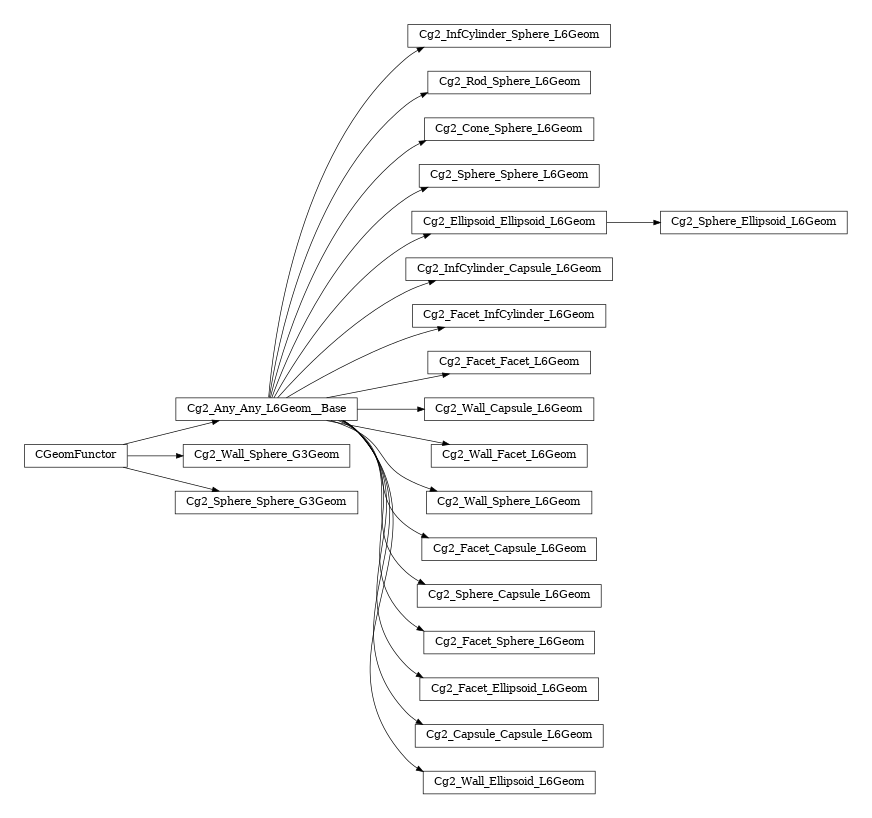 Cg2_InfCylinder_Sphere_L6Geom
Cg2_Rod_Sphere_L6Geom
Cg2_Cone_Sphere_L6Geom
Cg2_Sphere_Sphere_L6Geom
Cg2_Ellipsoid_Ellipsoid_L6Geom
Cg2_Sphere_Ellipsoid_L6Geom
Cg2_InfCylinder_Capsule_L6Geom
Cg2_Facet_InfCylinder_L6Geom
Cg2_Facet_Facet_L6Geom
Cg2_Any_Any_L6Geom__Base
Cg2_Wall_Capsule_L6Geom
CGeomFunctor
Cg2_Wall_Sphere_G3Geom
Cg2_Wall_Facet_L6Geom
Cg2_Sphere_Sphere_G3Geom
Cg2_Wall_Sphere_L6Geom
Cg2_Facet_Capsule_L6Geom
Cg2_Sphere_Capsule_L6Geom
Cg2_Facet_Sphere_L6Geom
Cg2_Facet_Ellipsoid_L6Geom
Cg2_Capsule_Capsule_L6Geom
Cg2_Wall_Ellipsoid_L6Geom